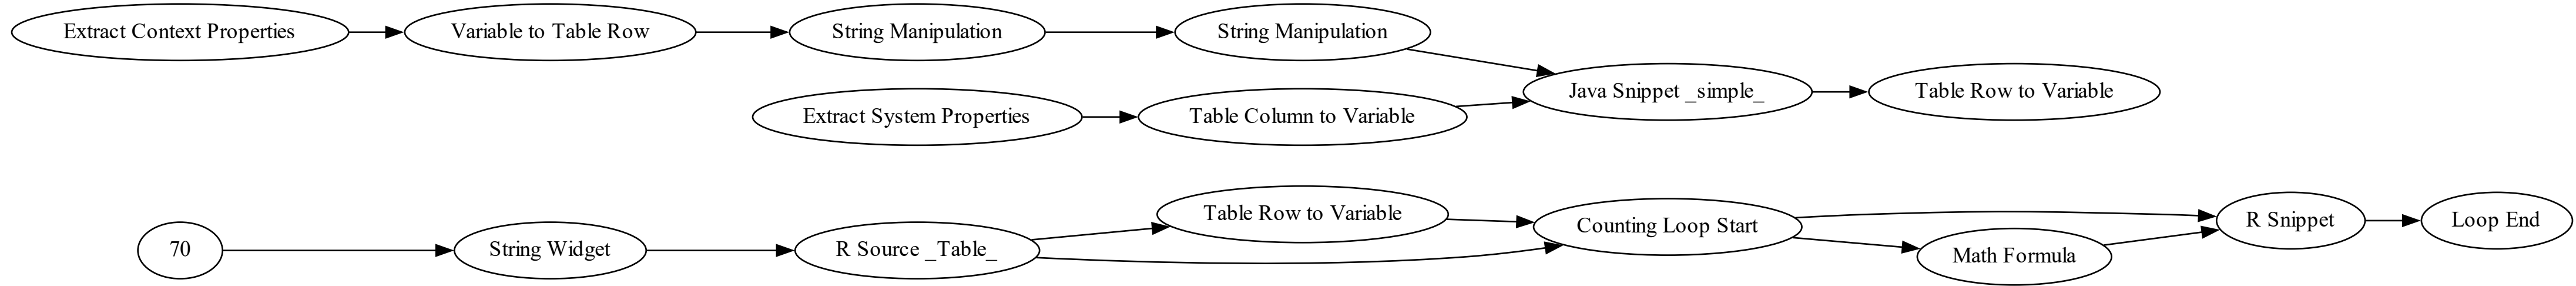 Extract Context Properties
Variable to Table Row
String Manipulation
String Manipulation
Java Snippet _simple_
Table Row to Variable
Extract System Properties
Table Column to Variable
70
String Widget
R Source _Table_
Table Row to Variable
Counting Loop Start
Math Formula
R Snippet
Loop End